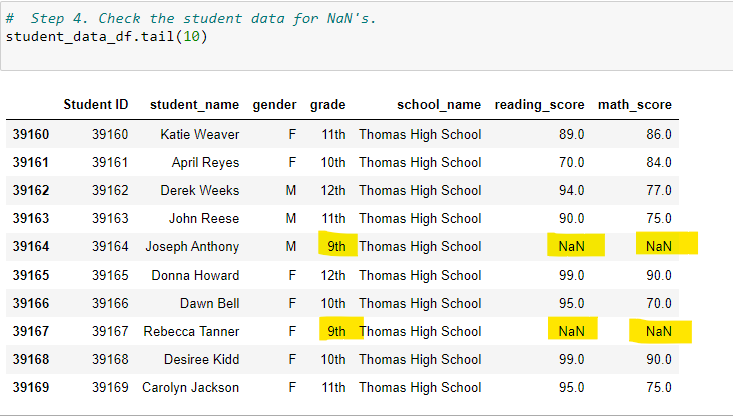 #  Step 4. Check the student data for NaN's.
student_data_df.tail(10)
Student ID student_name gender grade school_name reading_score math_score
39160 39160 Katie Weaver F 11th Thomas High School 89.0 86.0
39161 39161 April Reyes F 10th Thomas High School 70.0 84.0
39162 39162 Derek Weeks M 12th Thomas High School 94.0 77.0
39163 39163 John Reese M 11th Thomas High School 90.0 75.0
39164 39164 Joseph Anthony M 9th Thomas High School NaN NaN
39165 39165 Donna Howard F 12th Thomas High School 99.0 90.0
39166 39166 Dawn Bell F 10th Thomas High School 95.0 70.0
39167 39167 Rebecca Tanner F 9th Thomas High School NaN NaN
39168 39168 Desiree Kidd F 10th Thomas High School 99.0 90.0
39169 39169 Carolyn Jackson F 11th Thomas High School 95.0 75.0